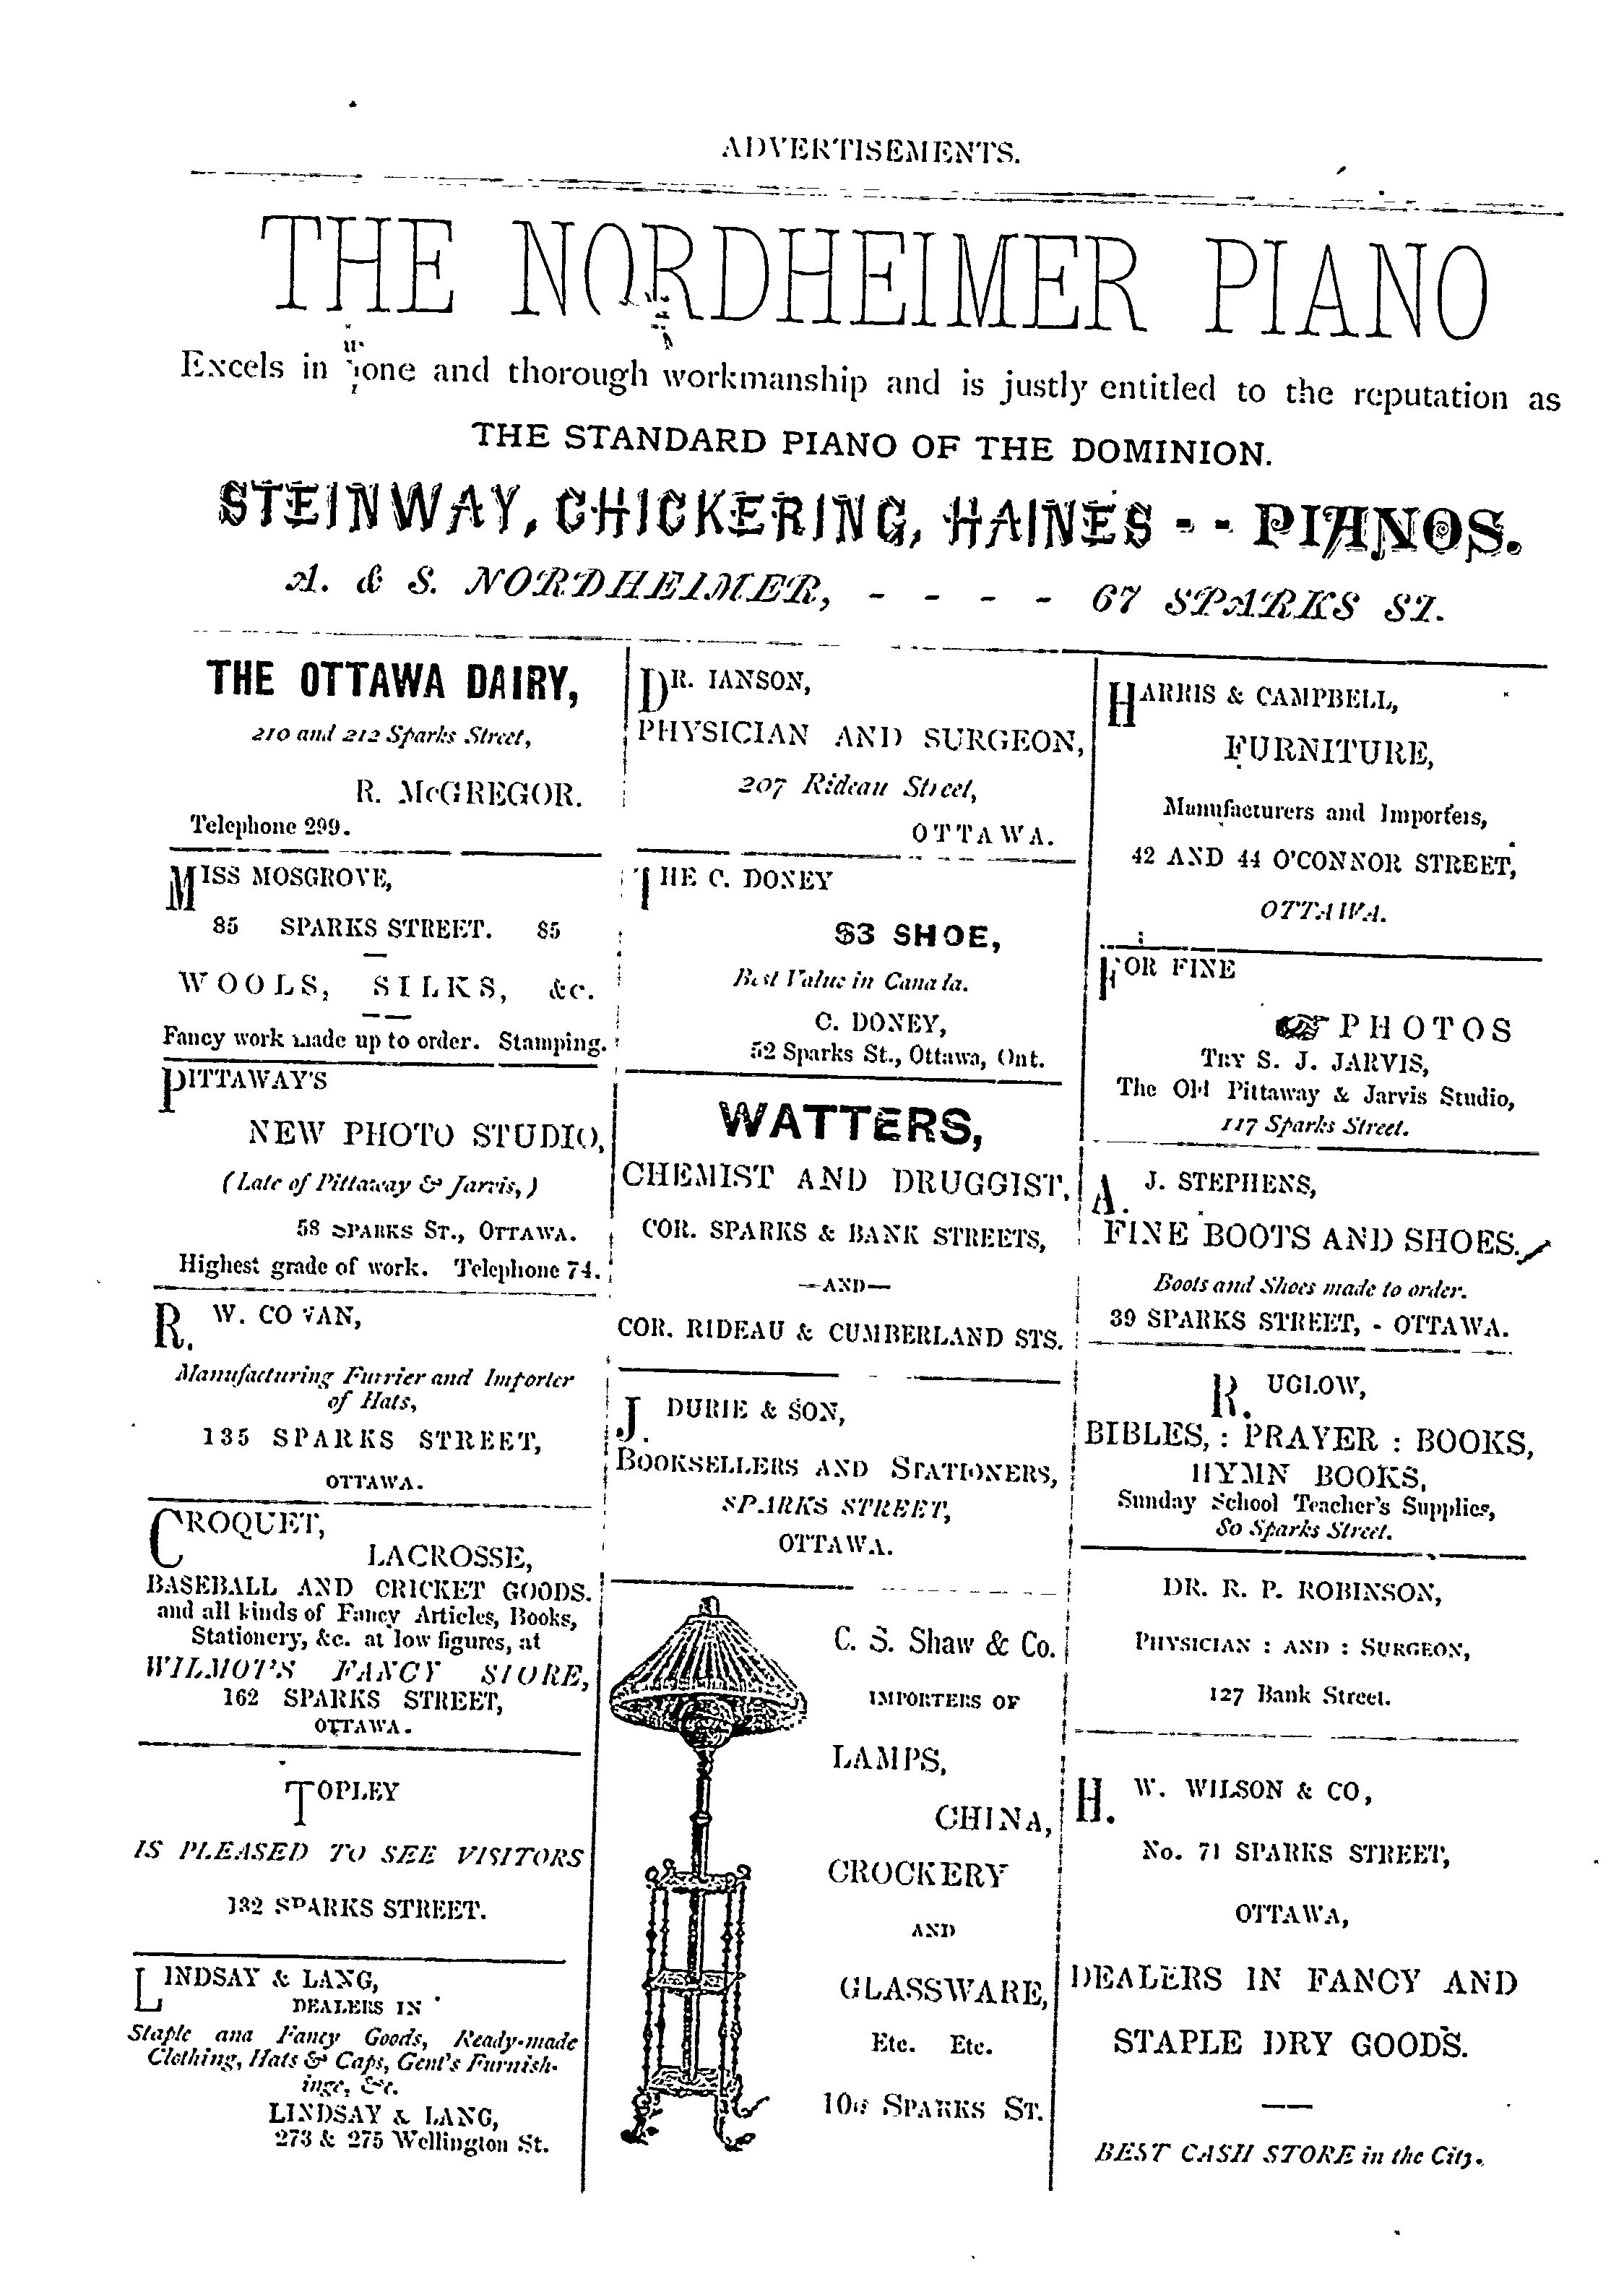 ADVERTISEMENTS.
THE NORDHEIMER PIANO
Excels in Tone and thorough workmanship and is justly entitled to the reputation as
THE STANDARD PIANO OF THE DOMINION.
STEINWAY, CHICKERING, HAINES - - PIANOS.
A. & S. NORDHEIMER, - - - - 67 SPARKS ST.
THE OTTAWA DAIRY,
210 and 212 Sparks Street,
R. McGREGOR.
Telephone 299.
MISS MOSGROVE,
85 SPARKS STREET. 85
WOOLS, SILKS, &c.
Fancy work made up to order. Stamping.
PITTAWAY'S
NEW PHOTO STUDIO,
(Late of Pittaway & Jarvis,)
58 SPARKS ST., OTTAWA.
Highest grade of work. Telephone 74.
R. W. COWAN,
Manufacturing Furrier and Importer
of Hats,
135 SPARKS STREET,
OTTAWA.
CROQUET,
LACROSSE,
BASEBALL AND CRICKET GOODS.
and all kinds of Fancy Articles, Books,
Stationery, &c. at low figures, at
WILMOT'S FANCY STORE,
162 SPARKS STREET,
OTTAWA.
TOPLEY
IS PLEASED TO SEE VISITORS
132 SPARKS STREET.
LINDSAY & LANG,
DEALERS IN
Staple and Fancy Goods, Ready-made
Clothing, Hats & Caps, Gent's Furnish-
ings, &c.
LINDSAY & LANG,
273 & 275 Wellington St.
DR. IANSON,
PHYSICIAN AND SURGEON,
207 Rideau Street,
OTTAWA.
THE C. DONEY
$3 SHOE,
Best Value in Canada.
C. DONEY,
52 Sparks St., Ottawa, Ont.
WATTERS,
CHEMIST AND DRUGGIST,
COR. SPARKS & BANK STREETS,
—AND—
COR. RIDEAU & CUMBERLAND STS.
J. DURIE & SON,
BOOKSELLERS AND STATIONERS,
SPARKS STREET,
OTTAWA.
C. S. Shaw & Co.
IMPORTERS OF
LAMPS,
CHINA,
CROCKERY
AND
GLASSWARE,
Etc. Etc.
SPARKS ST.
HARRIS & CAMPBELL,
FURNITURE,
Manufacturers and Importers,
42 AND 44 O'CONNOR STREET,
OTTAWA.
FOR FINE
PHOTOS
TRY S. J. JARVIS,
The Old Pittaway & Jarvis Studio,
117 Sparks Street.
A. J. STEPHENS,
FINE BOOTS AND SHOES.
Boots and Shoes made to order.
39 SPARKS STREET, - OTTAWA.
R. UGLOW,
BIBLES, : PRAYER : BOOKS,
HYMN BOOKS,
Sunday School Teacher's Supplies,
80 Sparks Street.
DR. R. P. ROBINSON,
PHYSICIAN : AND : SURGEON,
127 Bank Street.
H. W. WILSON & CO,
No. 71 SPARKS STREET,
OTTAWA,
DEALERS IN FANCY AND
STAPLE DRY GOODS.
BEST CASH STORE in the City.